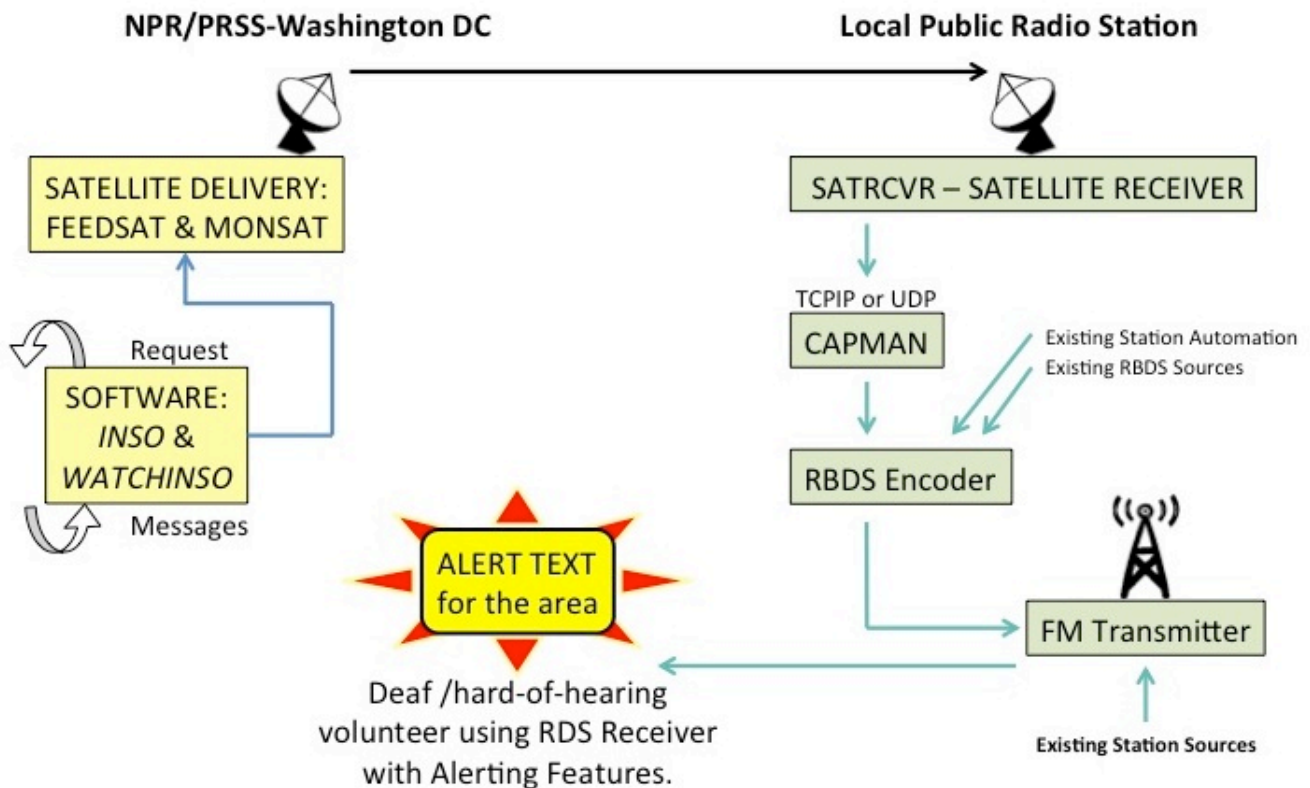 NPR/PRSS-Washington DC
Local Public Radio Station
SATELLITE DELIVERY:
FEEDSAT & MONSAT
SATRCVR – SATELLITE RECEIVER
TCPIP or UDP
CAPMAN
Existing Station Automation
Existing RBDS Sources
Request
SOFTWARE:
INSO &
WATCHINSO
Messages
RBDS Encoder
ALERT TEXT
for the area
FM Transmitter
Deaf /hard-of-hearing
volunteer using RDS Receiver
with Alerting Features.
Existing Station Sources